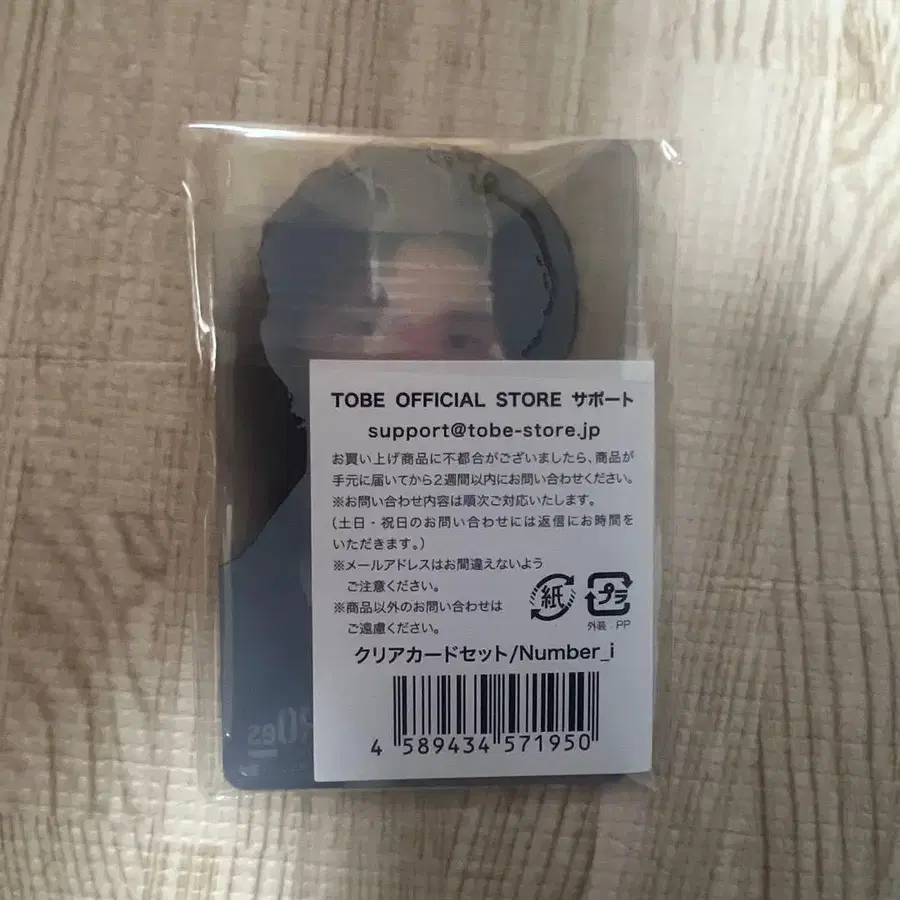 TOBE OFFICIAL STORE サポート
support@tobe-store.jp
お買い上げ商品に不都合がございましたら、商品が
手元に届いてから2週間以内にお問い合わせください。
※お問い合わせ内容は順次ご対応いたします。
(土日・祝日のお問い合わせには返信にお時間を
いただきます。)
※メールアドレスはお間違えないよう
ご注意ください。
※商品以外のお問い合わせは
ご遠慮ください。
紙
プラ
外装:PP
クリアカードセット/Number_i
4 589434 571950